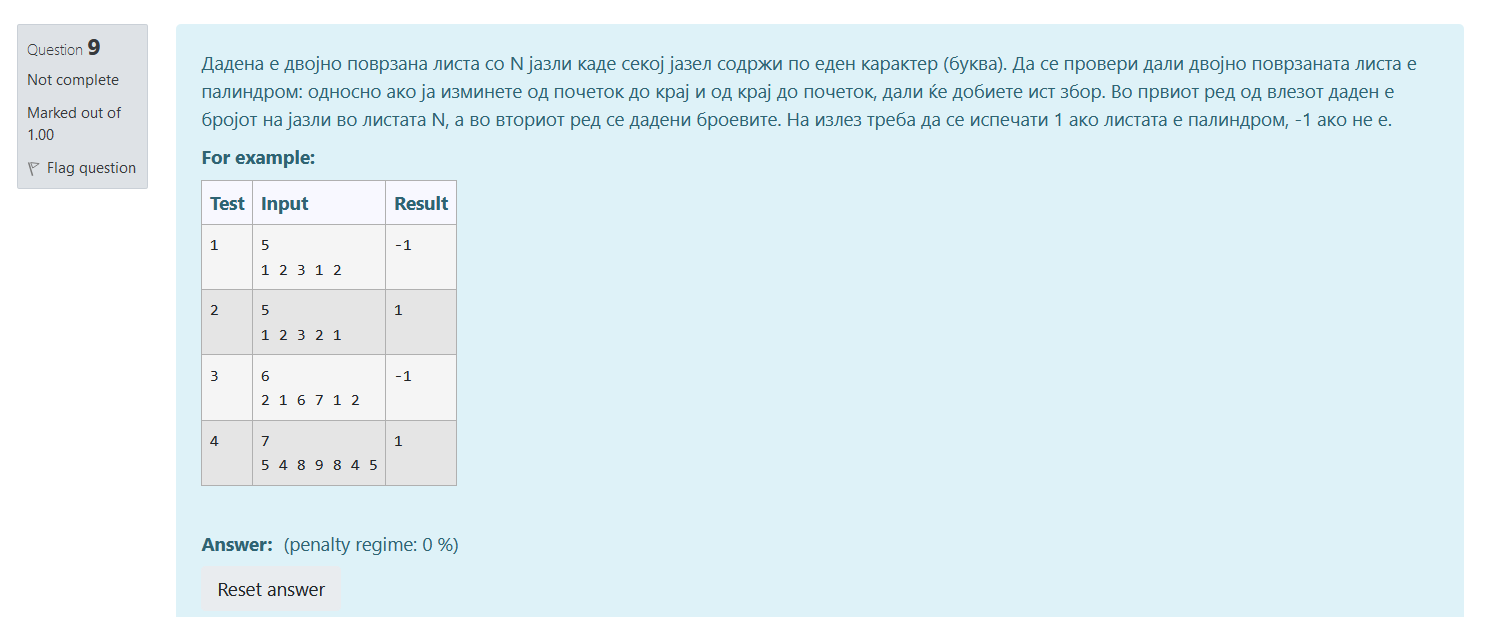 Question 9
Not complete
Marked out of
1.00
Flag question
Дадена е двојно поврзана листа со N јазли каде секој јазел содржи по еден карактер (буква). Да се провери дали двојно поврзаната листа е
палиндром: односно ако ја изминете од почеток до крај и од крај до почеток, дали ќе добиете ист збор. Во првиот ред од влезот даден е
бројот на јазли во листата N, а во вториот ред се дадени броевите. На излез треба да се испечати 1 ако листата е палиндром, -1 ако не е.
For example:
Test Input Result
1 5 -1
1 2 3 1 2
2 5 1
1 2 3 2 1
3 6 -1
2 1 6 7 1 2
4 7 1
5 4 8 9 8 4 5
Answer: (penalty regime: 0 %)
Reset answer